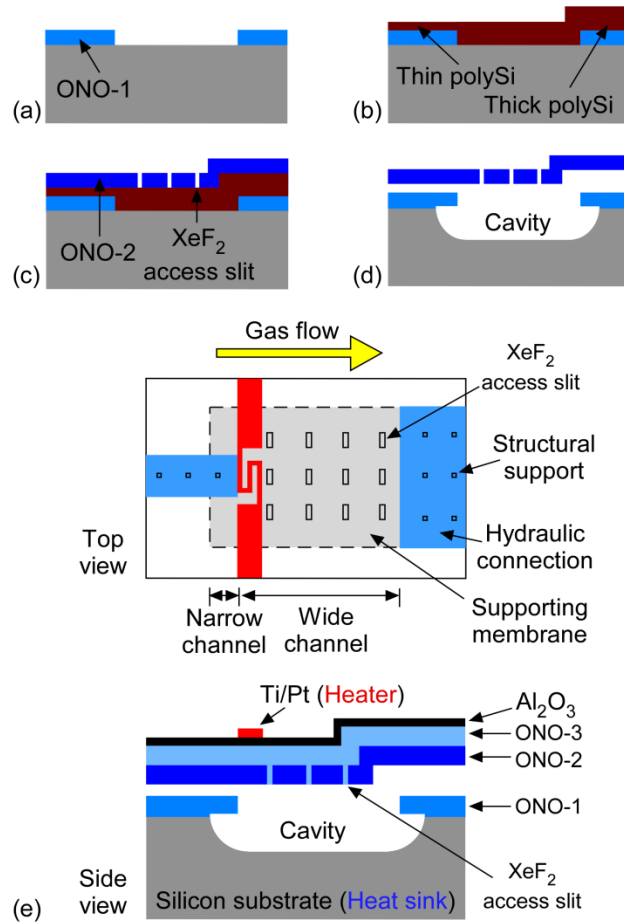 ONO-1
(a)
Thin polySi
Thick polySi
(b)
ONO-2
XeF2
access slit
(c)
Cavity
(d)
Gas flow
XeF2
access slit
Structural
support
Hydraulic
connection
Top
view
Narrow
channel
Wide
channel
Supporting
membrane
Ti/Pt (Heater)
Al2O3
ONO-3
ONO-2
ONO-1
Cavity
XeF2
access slit
Side
view
Silicon substrate (Heat sink)
(e)